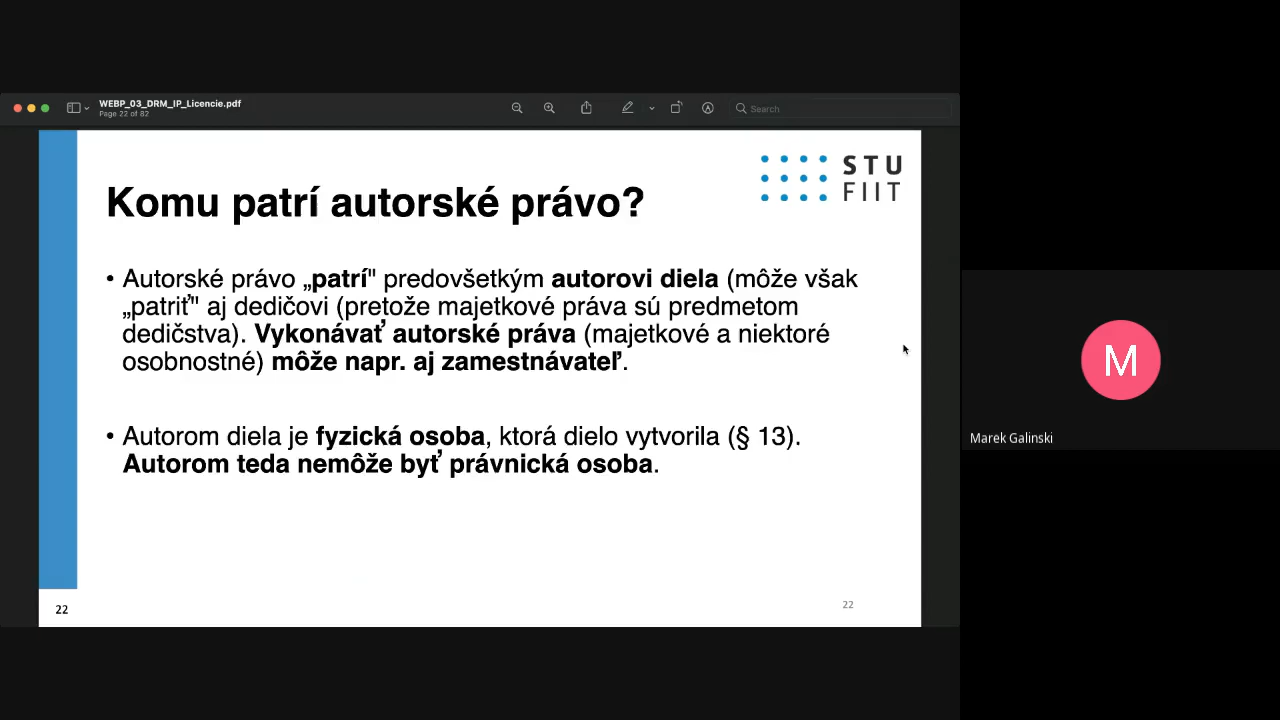 WEBP_03_DRM_IP_Licencie.pdf
Page 22 of 82
Search
STU
FIIT
Komu patrí autorské právo?
• Autorské právo „patrí" predovšetkým autorovi diela (môže však
„patriť" aj dedičovi (pretože majetkové práva sú predmetom
dedičstva). Vykonávať autorské práva (majetkové a niektoré
osobnostné) môže napr. aj zamestnávateľ.
• Autorom diela je fyzická osoba, ktorá dielo vytvorila (§ 13).
Autorom teda nemôže byť právnická osoba.
22
22
M
Marek Galinski